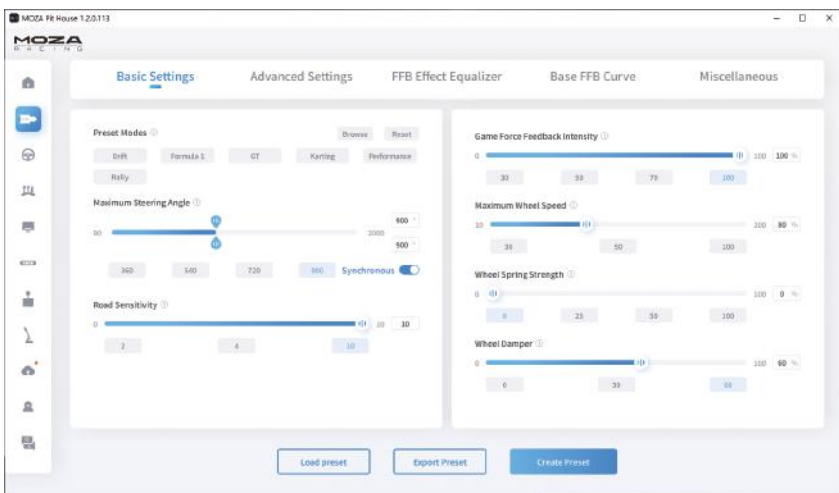 MOZA Pit House 1.2.0.113
MOZA
RACING
Basic Settings
Advanced Settings
FFB Effect Equalizer
Base FFB Curve
Miscellaneous
Preset Modes
Browse
Reset
Drift
Formula 1
GT
Karting
Performance
Rally
Maximum Steering Angle
900 °
90
2000
900 °
360
540
720
900
Synchronous
Road Sensitivity
0
10
10
2
6
10
Game Force Feedback Intensity
0
100
100 %
30
50
70
100
Maximum Wheel Speed
10
200
80 %
30
50
100
Wheel Spring Strength
0
100
0 %
0
25
50
100
Wheel Damper
0
100
60 %
0
30
60
Load preset
Export Preset
Create Preset